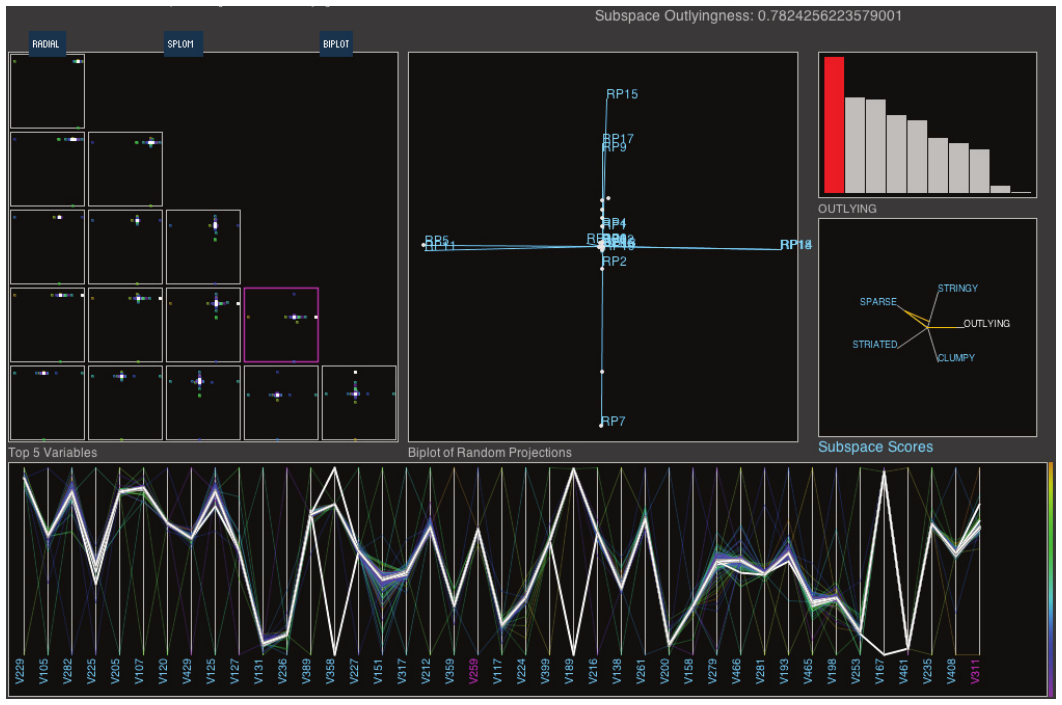 Subspace Outlyingness: 0.7824256223579001
RADIAL
SPLOM
BIPLOT
RP15
RP17
RP9
RP5
RP2
RP7
OUTLYING
SPARSE
STRINGY
OUTLYING
STRIATED
CLUMPY
Top 5 Variables
Biplot of Random Projections
Subspace Scores
V229 V105 V282 V225 V205 V107 V120 V429 V125 V127 V131 V236 V389 V358 V227 V151 V317 V212 V359 V259 V117 V224 V399 V189 V216 V138 V261 V200 V158 V279 V466 V281 V193 V465 V198 V253 V167 V461 V235 V408 V311